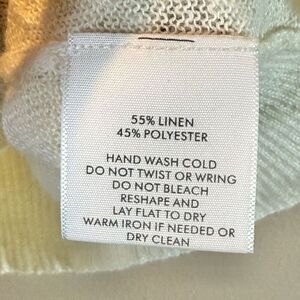 55% LINEN
45% POLYESTER
HAND WASH COLD
DO NOT TWIST OR WRING
DO NOT BLEACH
RESHAPE AND
LAY FLAT TO DRY
WARM IRON IF NEEDED OR
DRY CLEAN